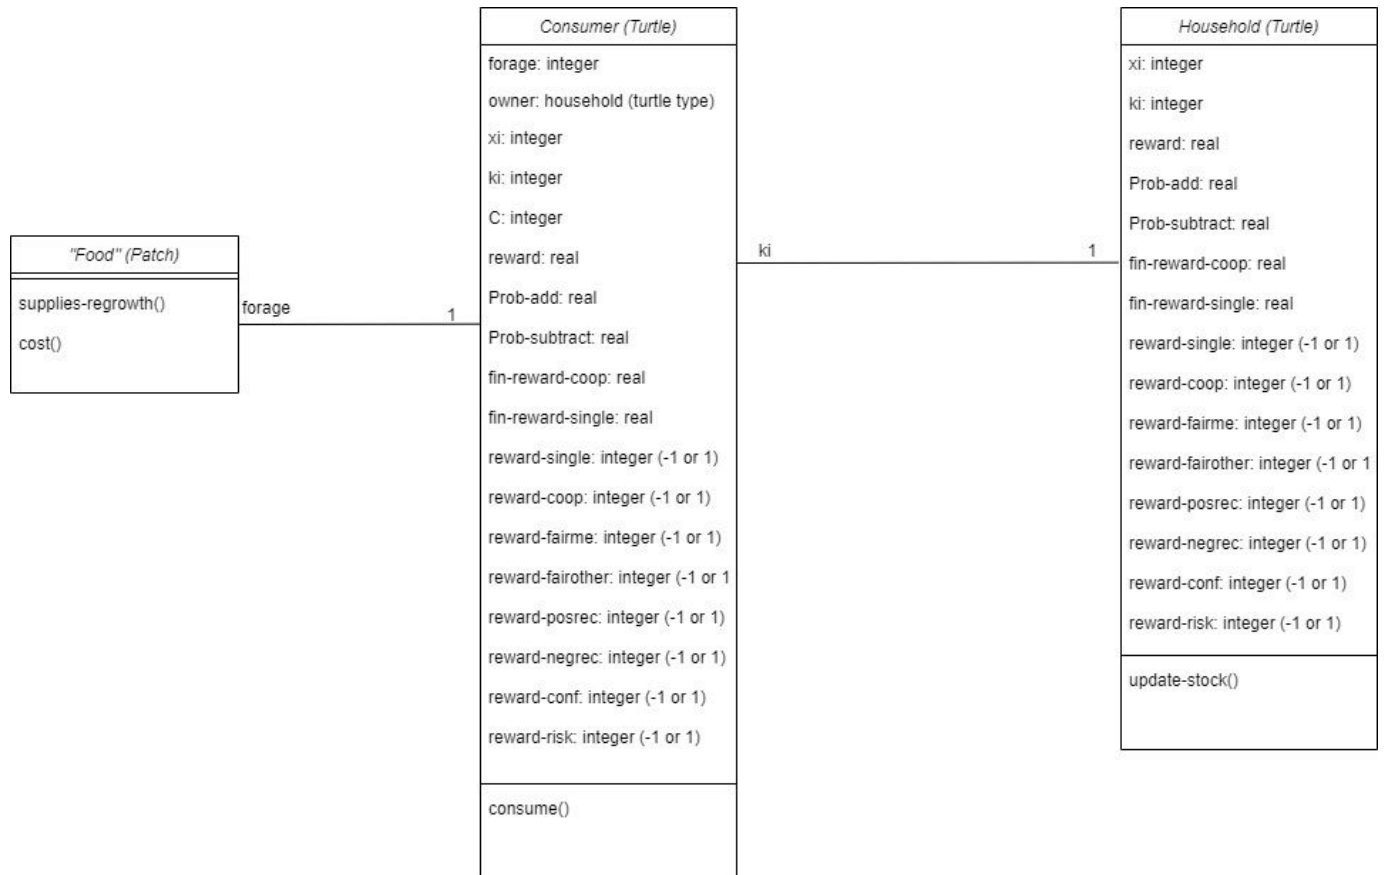 "Food" (Patch)
supplies-regrowth()
cost()
forage
1
Consumer (Turtle)
forage: integer
owner: household (turtle type)
xi: integer
ki: integer
C: integer
reward: real
Prob-add: real
Prob-subtract: real
fin-reward-coop: real
fin-reward-single: real
reward-single: integer (-1 or 1)
reward-coop: integer (-1 or 1)
reward-fairme: integer (-1 or 1)
reward-fairother: integer (-1 or 1
reward-posrec: integer (-1 or 1)
reward-negrec: integer (-1 or 1)
reward-conf: integer (-1 or 1)
reward-risk: integer (-1 or 1)
consume()
ki
1
Household (Turtle)
xi: integer
ki: integer
reward: real
Prob-add: real
Prob-subtract: real
fin-reward-coop: real
fin-reward-single: real
reward-single: integer (-1 or 1)
reward-coop: integer (-1 or 1)
reward-fairme: integer (-1 or 1)
reward-fairother: integer (-1 or 1
reward-posrec: integer (-1 or 1)
reward-negrec: integer (-1 or 1)
reward-conf: integer (-1 or 1)
reward-risk: integer (-1 or 1)
update-stock()